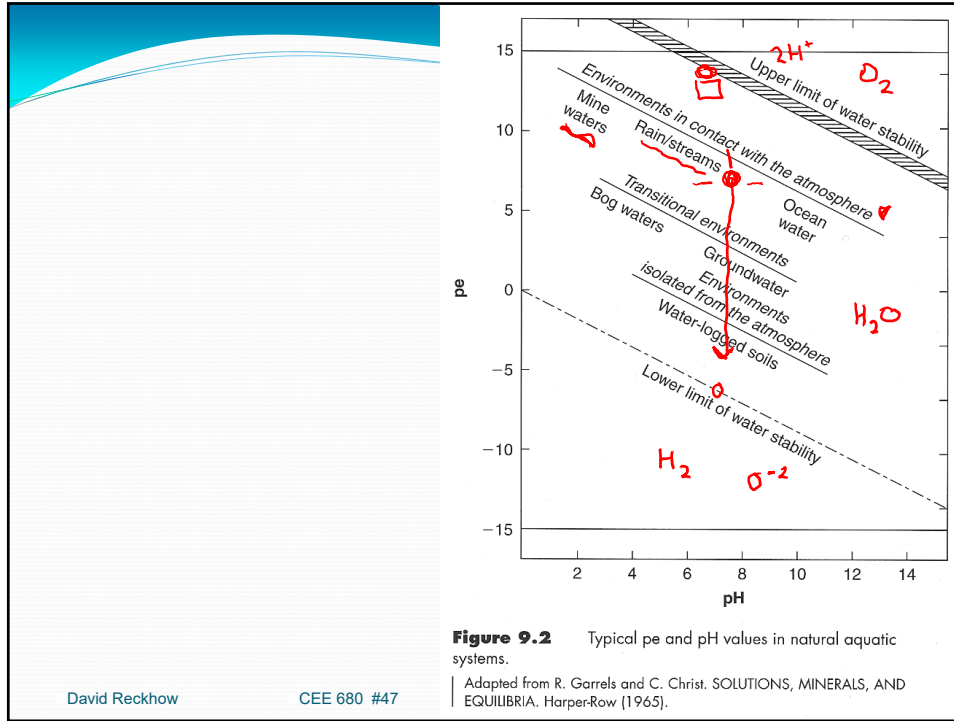 15
10
5
0
−5
−10
−15
pe
2H⁺
O₂
Upper limit of water stability
Environments in contact with the atmosphere
Mine
waters
Rain/streams
Ocean
water
Transitional environments
Bog waters
Groundwater
Environments
isolated from the atmosphere
Water-logged soils
H₂O
Lower limit of water stability
H₂
O⁻²
2
4
6
8
10
12
14
pH
Figure 9.2 Typical pe and pH values in natural aquatic
systems.
Adapted from R. Garrels and C. Christ. SOLUTIONS, MINERALS, AND
EQUILIBRIA. Harper-Row (1965).
David Reckhow CEE 680 #47